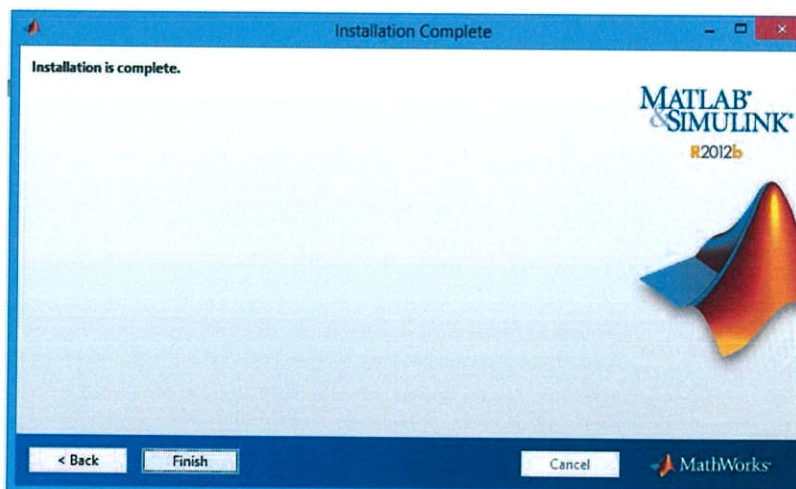 Installation Complete
Installation is complete.
MATLAB®
&SIMULINK®
R2012b
< Back
Finish
Cancel
MathWorks®